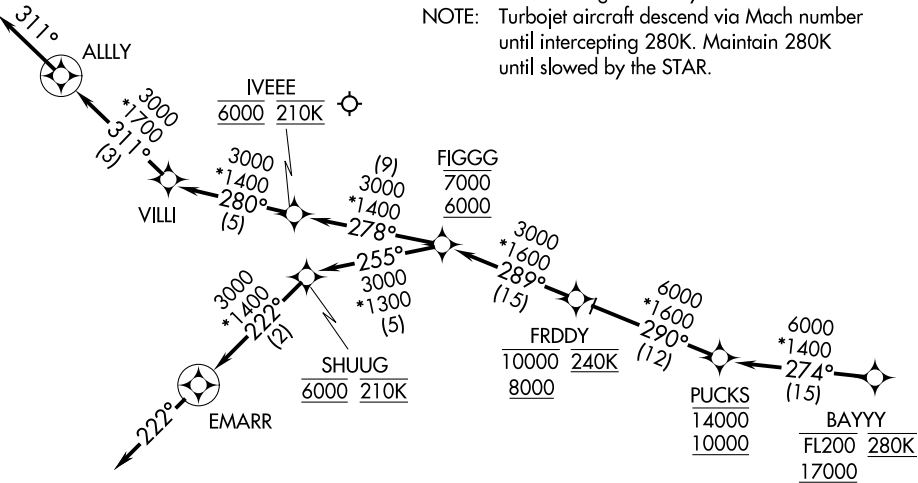 NOTE: Turbojet aircraft descend via Mach number
until intercepting 280K. Maintain 280K
until slowed by the STAR.
311°
ALLLY
3000
*1700
311°
(3)
VILLI
IVEEE
6000 210K
3000
*1400
280°
(5)
(9)
3000
*1400
278°
FIGGG
7000
6000
255°
3000
*1300
(5)
3000
*1400
222°
(2)
SHUUG
6000 210K
EMARR
222°
3000
*1600
289°
(15)
FRDDY
10000 240K
8000
6000
*1600
290°
(12)
PUCKS
14000
10000
6000
*1400
274°
(15)
BAYYY
FL200 280K
17000